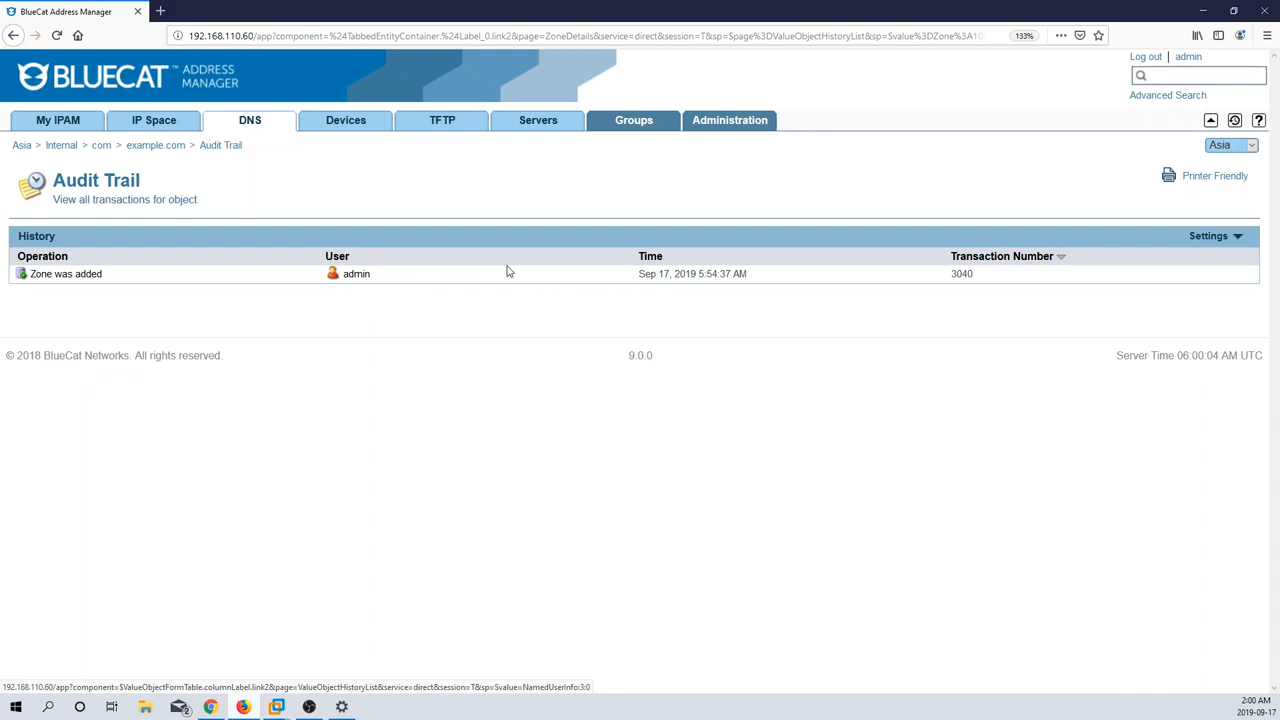 BlueCat Address Manager
192.168.110.60/app?component=%24TabbedEntityContainer.%24Label_0.link2&page=ZoneDetails&service=direct&session=T&sp=Spage%3DValueObjectHistoryList&sp=Svalue%3DZone%3A10
133%
BLUECAT™ ADDRESS MANAGER
Log out | admin
Advanced Search
My IPAM
IP Space
DNS
Devices
TFTP
Servers
Groups
Administration
Asia > Internal > com > example.com > Audit Trail
Asia
Audit Trail
View all transactions for object
Printer Friendly
History
Settings
Operation User Time Transaction Number
Zone was added admin Sep 17, 2019 5:54:37 AM 3040
© 2018 BlueCat Networks. All rights reserved.
9.0.0
Server Time 06:00:04 AM UTC
192.168.110.60/app?component=$ValueObjectFormTable.columnLabel.link2&page=ValueObjectHistoryList&service=direct&session=T&sp=Svalue=NamedUserInfo:3:0
2
2:00 AM
2019-09-17